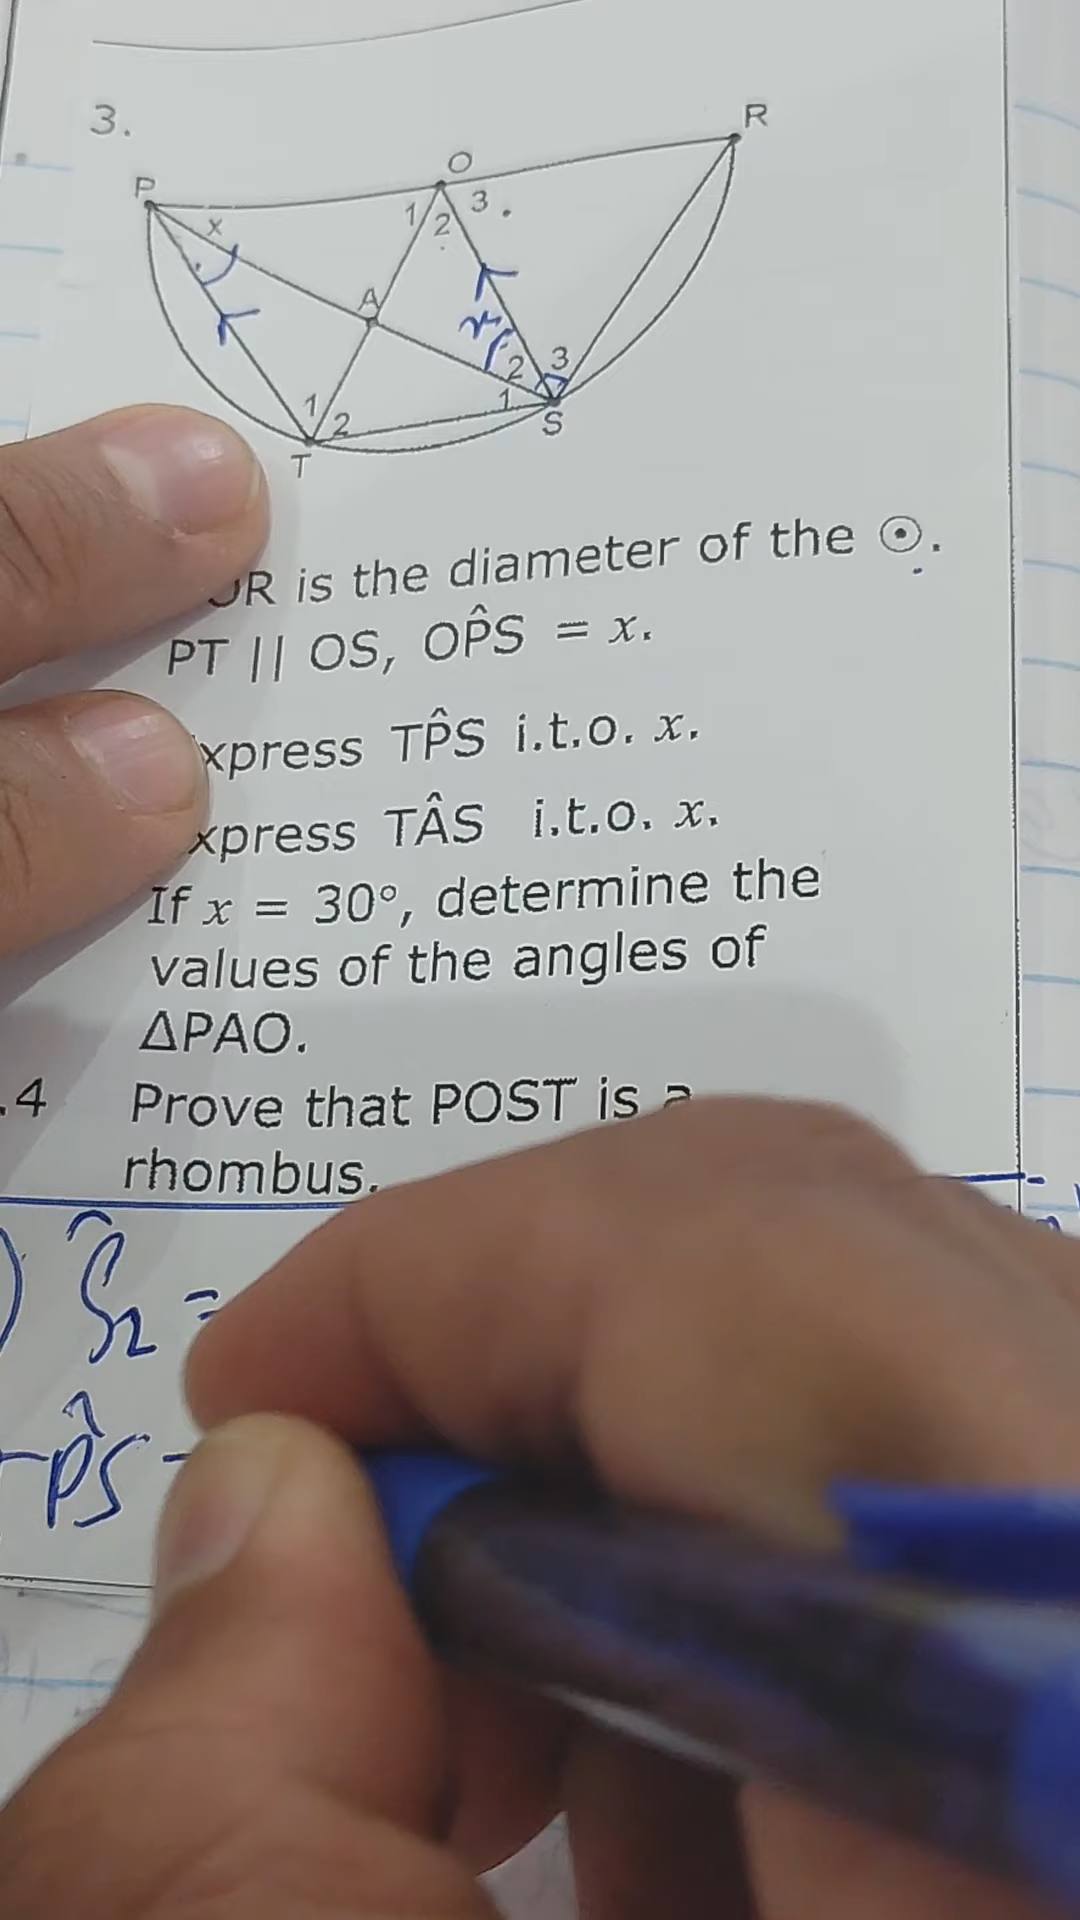 3.
R
O
P
1 2 3 .
x
A
x
2 3
1
S
1 2
T
R is the diameter of the ⊙.
PT || OS, OP̂S = x.
xpress TP̂S i.t.o. x.
xpress TÂS i.t.o. x.
If x = 30°, determine the
values of the angles of
ΔPAO.
.4 Prove that POST is a
rhombus.
) Ŝ2 =
P̂S